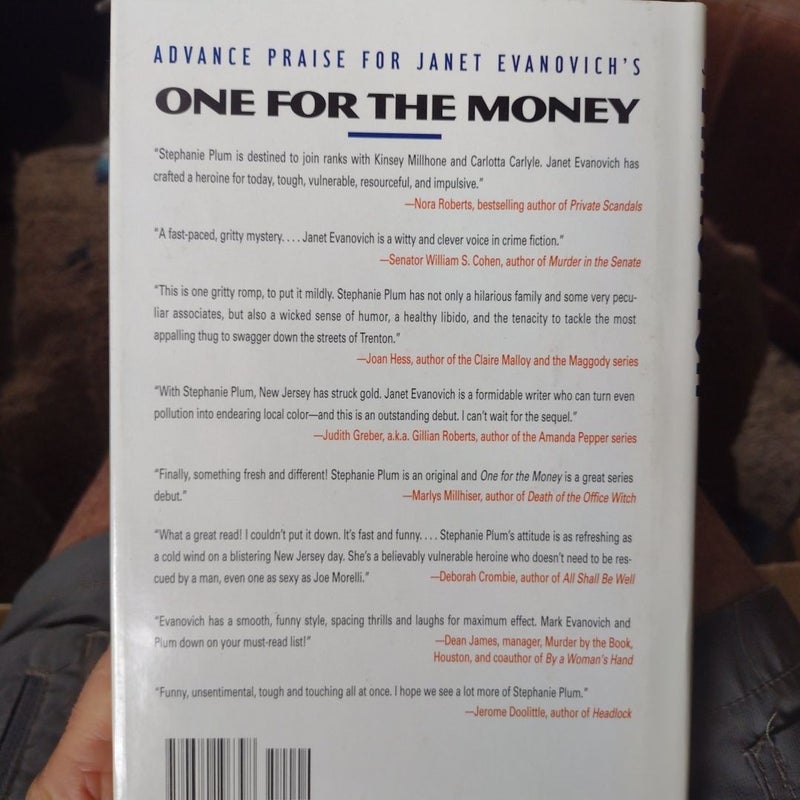 ADVANCE PRAISE FOR JANET EVANOVICH'S
ONE FOR THE MONEY
"Stephanie Plum is destined to join ranks with Kinsey Millhone and Carlotta Carlyle. Janet Evanovich has
crafted a heroine for today, tough, vulnerable, resourceful, and impulsive."
—Nora Roberts, bestselling author of Private Scandals
"A fast-paced, gritty mystery. . . . Janet Evanovich is a witty and clever voice in crime fiction."
—Senator William S. Cohen, author of Murder in the Senate
"This is one gritty romp, to put it mildly. Stephanie Plum has not only a hilarious family and some very pecu-
liar associates, but also a wicked sense of humor, a healthy libido, and the tenacity to tackle the most
appalling thug to swagger down the streets of Trenton."
—Joan Hess, author of the Claire Malloy and the Maggody series
"With Stephanie Plum, New Jersey has struck gold. Janet Evanovich is a formidable writer who can turn even
pollution into endearing local color—and this is an outstanding debut. I can't wait for the sequel."
—Judith Greber, a.k.a. Gillian Roberts, author of the Amanda Pepper series
"Finally, something fresh and different! Stephanie Plum is an original and One for the Money is a great series
debut." —Marlys Millhiser, author of Death of the Office Witch
"What a great read! I couldn't put it down. It's fast and funny. . . . Stephanie Plum's attitude is as refreshing as
a cold wind on a blistering New Jersey day. She's a believably vulnerable heroine who doesn't need to be res-
cued by a man, even one as sexy as Joe Morelli." —Deborah Crombie, author of All Shall Be Well
"Evanovich has a smooth, funny style, spacing thrills and laughs for maximum effect. Mark Evanovich and
Plum down on your must-read list!" —Dean James, manager, Murder by the Book,
Houston, and coauthor of By a Woman's Hand
"Funny, unsentimental, tough and touching all at once. I hope we see a lot more of Stephanie Plum."
—Jerome Doolittle, author of Headlock